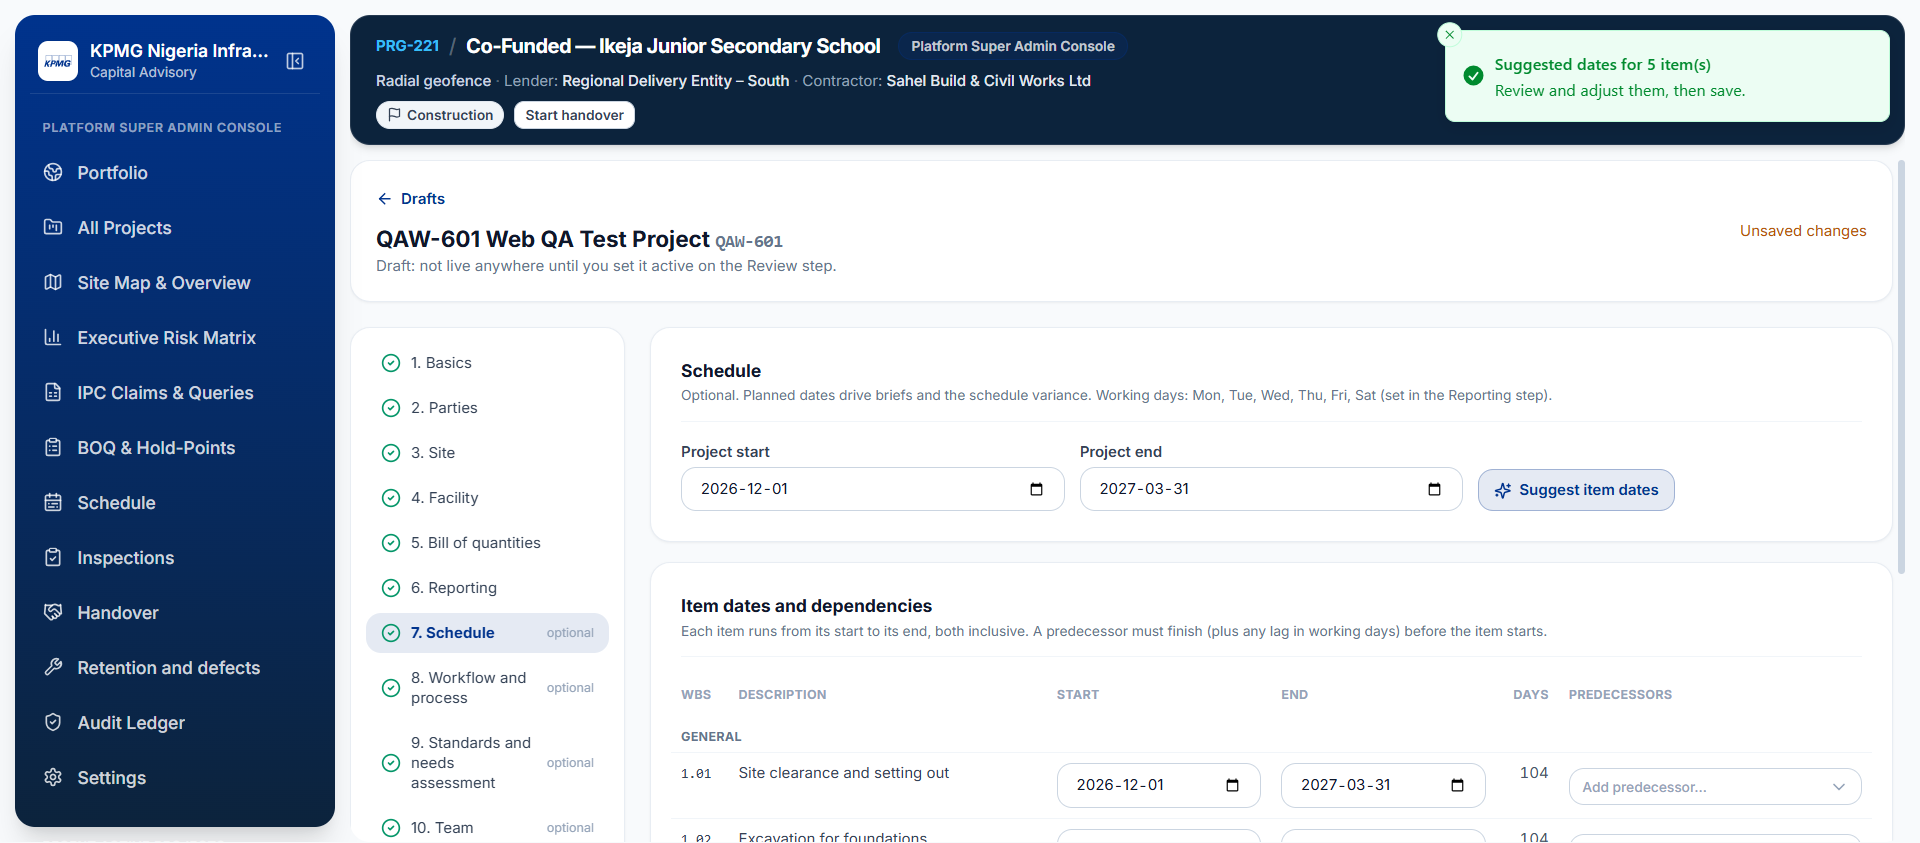 KPMG
KPMG Nigeria Infra...
Capital Advisory
PLATFORM SUPER ADMIN CONSOLE
Portfolio
All Projects
Site Map & Overview
Executive Risk Matrix
IPC Claims & Queries
BOQ & Hold-Points
Schedule
Inspections
Handover
Retention and defects
Audit Ledger
Settings
PRG-221 / Co-Funded — Ikeja Junior Secondary School Platform Super Admin Console
Radial geofence · Lender: Regional Delivery Entity – South · Contractor: Sahel Build & Civil Works Ltd
Construction Start handover
Suggested dates for 5 item(s)
Review and adjust them, then save.
Drafts
QAW-601 Web QA Test Project QAW-601
Draft: not live anywhere until you set it active on the Review step.
Unsaved changes
1. Basics
2. Parties
3. Site
4. Facility
5. Bill of quantities
6. Reporting
7. Schedule optional
8. Workflow and
process
optional
9. Standards and
needs
assessment
optional
10. Team optional
Schedule
Optional. Planned dates drive briefs and the schedule variance. Working days: Mon, Tue, Wed, Thu, Fri, Sat (set in the Reporting step).
Project start Project end
2026-12-01 2027-03-31 Suggest item dates
Item dates and dependencies
Each item runs from its start to its end, both inclusive. A predecessor must finish (plus any lag in working days) before the item starts.
WBS DESCRIPTION START END DAYS PREDECESSORS
GENERAL
1.01 Site clearance and setting out 2026-12-01 2027-03-31 104 Add predecessor...
1.02 Excavation for foundations 104